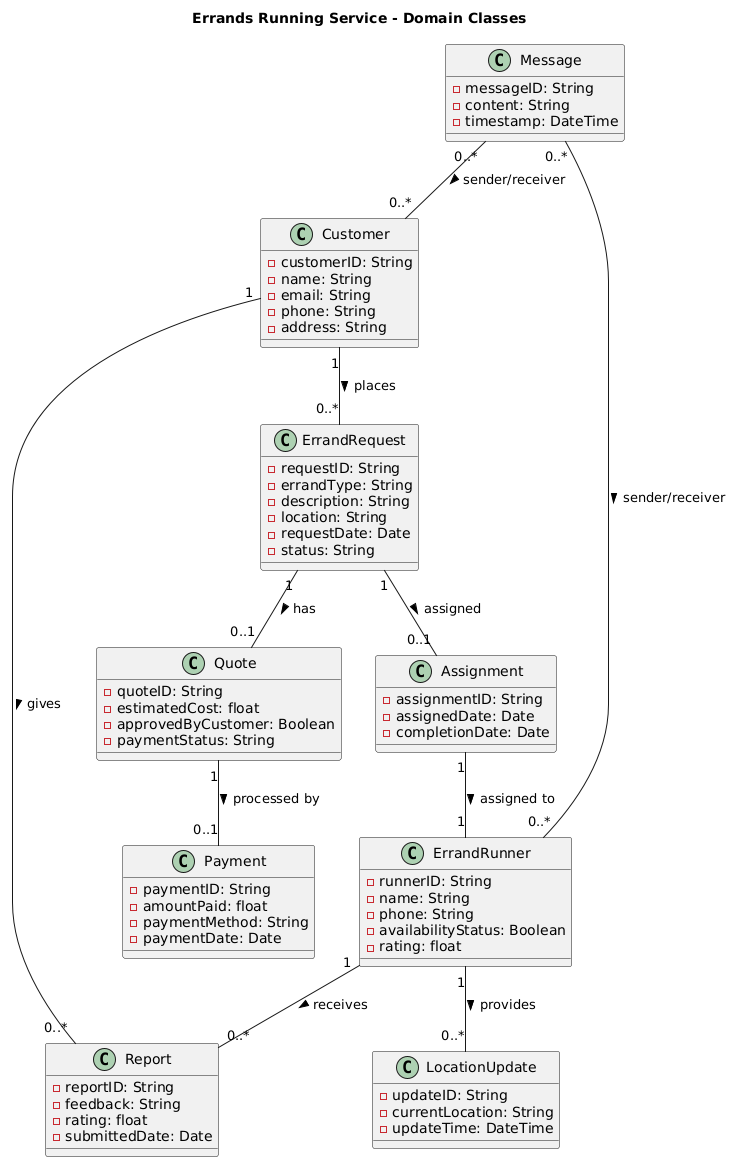 Errands Running Service - Domain Classes
C Message
messageID: String
content: String
timestamp: DateTime
0..*
0..*
sender/receiver
0..*
C Customer
customerID: String
name: String
email: String
phone: String
address: String
1
1
places
0..*
C ErrandRequest
requestID: String
errandType: String
description: String
location: String
requestDate: Date
status: String
sender/receiver
1
1
has
assigned
0..1
0..1
C Quote
quoteID: String
estimatedCost: float
approvedByCustomer: Boolean
paymentStatus: String
C Assignment
assignmentID: String
assignedDate: Date
completionDate: Date
gives
1
processed by
0..1
1
assigned to
1
0..*
C Payment
paymentID: String
amountPaid: float
paymentMethod: String
paymentDate: Date
C ErrandRunner
runnerID: String
name: String
phone: String
availabilityStatus: Boolean
rating: float
1
1
receives
provides
0..*
0..*
0..*
C Report
reportID: String
feedback: String
rating: float
submittedDate: Date
C LocationUpdate
updateID: String
currentLocation: String
updateTime: DateTime